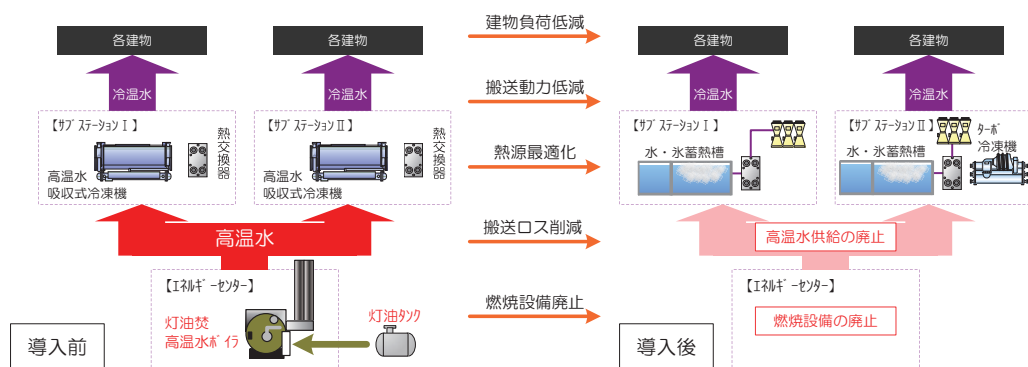 各建物
各建物
冷温水
冷温水
【ｻﾌﾞｽﾃｰｼｮﾝⅠ】
熱交換器
高温水
吸収式冷凍機
【ｻﾌﾞｽﾃｰｼｮﾝⅡ】
熱交換器
高温水
吸収式冷凍機
高温水
【ｴﾈﾙｷﾞｰｾﾝﾀｰ】
灯油焚
高温水ﾎﾞｲﾗ
灯油ﾀﾝｸ
導入前
建物負荷低減
搬送動力低減
熱源最適化
搬送ロス削減
燃焼設備廃止
各建物
各建物
冷温水
冷温水
【ｻﾌﾞｽﾃｰｼｮﾝⅠ】
水・氷蓄熱槽
【ｻﾌﾞｽﾃｰｼｮﾝⅡ】
水・氷蓄熱槽
ﾀｰﾎﾞ
冷凍機
高温水供給の廃止
【ｴﾈﾙｷﾞｰｾﾝﾀｰ】
燃焼設備の廃止
導入後